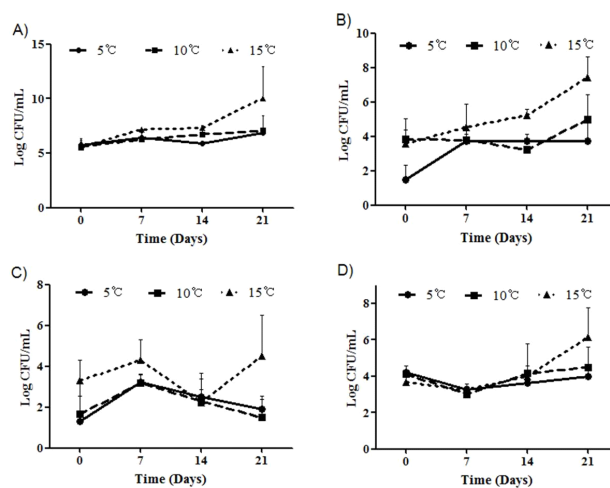 A)
5℃ 10℃ 15℃
Log CFU/mL
15
10
5
0
0 7 14 21
Time (Days)
B)
5℃ 10℃ 15℃
Log CFU/mL
10
8
6
4
2
0
0 7 14 21
Time (Days)
C)
5℃ 10℃ 15℃
Log CFU/mL
8
6
4
2
0
0 7 14 21
Time (Days)
D)
5℃ 10℃ 15℃
Log CFU/mL
8
6
4
2
0
0 7 14 21
Time (Days)